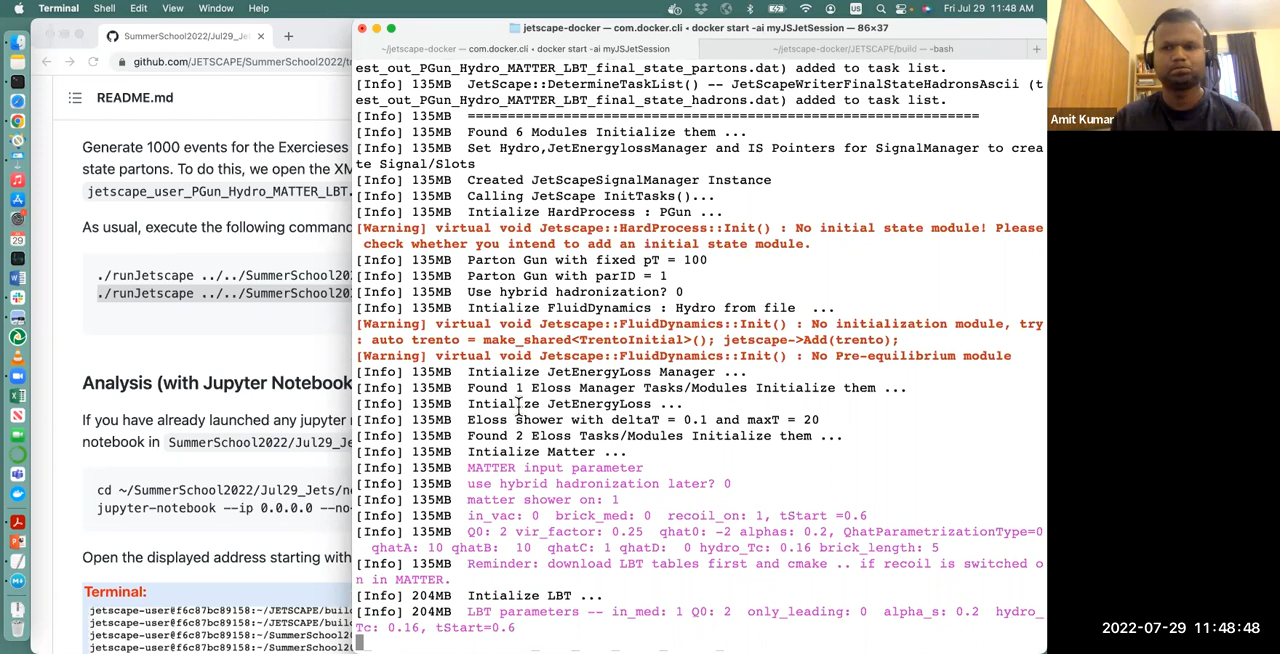 Terminal Shell Edit View Window Help
Fri Jul 29 11:48 AM
SummerSchool2022/Jul29_Je
github.com/JETSCAPE/SummerSchool2022/tr
README.md
Generate 1000 events for the Exercieses
state partons. To do this, we open the XM
jetscape_user_PGun_Hydro_MATTER_LBT.
As usual, execute the following command
./runJetscape ../../SummerSchool202
./runJetscape ../../SummerSchool202
Analysis (with Jupyter Notebook
If you have already launched any jupyter
notebook in SummerSchool2022/Jul29_Je
cd ~/SummerSchool2022/Jul29_Jets/no
jupyter-notebook --ip 0.0.0.0 --no-
Open the displayed address starting with
Terminal:
jetscape-user@f6c87bc89158:~/JETSCAPE/build
jetscape-user@f6c87bc89158:~/JETSCAPE/build
jetscape-user@f6c87bc89158:~/SummerSchool20
jetscape-user@f6c87bc89158:~/SummerSchool20
jetscape-docker — com.docker.cli • docker start -ai myJSJetSession — 86×37
~/jetscape-docker — com.docker.cli • docker start -ai myJSJetSession
~/jetscape-docker/JETSCAPE/build — -bash
est_out_PGun_Hydro_MATTER_LBT_final_state_partons.dat) added to task list.
[Info] 135MB JetScape::DetermineTaskList() -- JetScapeWriterFinalStateHadronsAscii (t
est_out_PGun_Hydro_MATTER_LBT_final_state_hadrons.dat) added to task list.
[Info] 135MB ================================================================
[Info] 135MB Found 6 Modules Initialize them ...
[Info] 135MB Set Hydro,JetEnergylossManager and IS Pointers for SignalManager to crea
te Signal/Slots
[Info] 135MB Created JetScapeSignalManager Instance
[Info] 135MB Calling JetScape InitTasks()...
[Info] 135MB Intialize HardProcess : PGun ...
[Warning] virtual void Jetscape::HardProcess::Init() : No initial state module! Please
check whether you intend to add an initial state module.
[Info] 135MB Parton Gun with fixed pT = 100
[Info] 135MB Parton Gun with parID = 1
[Info] 135MB Use hybrid hadronization? 0
[Info] 135MB Intialize FluidDynamics : Hydro from file ...
[Warning] virtual void Jetscape::FluidDynamics::Init() : No initialization module, try
: auto trento = make_shared<TrentoInitial>(); jetscape->Add(trento);
[Warning] virtual void Jetscape::FluidDynamics::Init() : No Pre-equilibrium module
[Info] 135MB Intialize JetEnergyLoss Manager ...
[Info] 135MB Found 1 Eloss Manager Tasks/Modules Initialize them ...
[Info] 135MB Intialize JetEnergyLoss ...
[Info] 135MB Eloss shower with deltaT = 0.1 and maxT = 20
[Info] 135MB Found 2 Eloss Tasks/Modules Initialize them ...
[Info] 135MB Intialize Matter ...
[Info] 135MB MATTER input parameter
[Info] 135MB use hybrid hadronization later? 0
[Info] 135MB matter shower on: 1
[Info] 135MB in_vac: 0 brick_med: 0 recoil_on: 1, tStart =0.6
[Info] 135MB Q0: 2 vir_factor: 0.25 qhat0: -2 alphas: 0.2, QhatParametrizationType=0
qhatA: 10 qhatB: 10 qhatC: 1 qhatD: 0 hydro_Tc: 0.16 brick_length: 5
[Info] 135MB Reminder: download LBT tables first and cmake .. if recoil is switched o
n in MATTER.
[Info] 204MB Intialize LBT ...
[Info] 204MB LBT parameters -- in_med: 1 Q0: 2 only_leading: 0 alpha_s: 0.2 hydro_
Tc: 0.16, tStart=0.6
Amit Kumar
2022-07-29 11:48:48